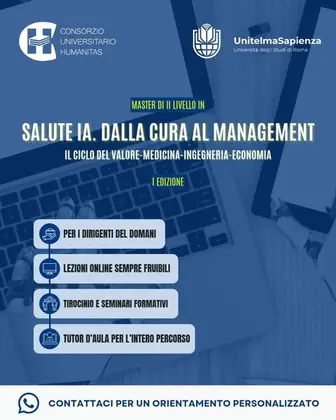 CONSORZIO
UNIVERSITARIO
HUMANITAS
UnitelmaSapienza
Università degli Studi di Roma
MASTER DI II LIVELLO IN
SALUTE IA. DALLA CURA AL MANAGEMENT
IL CICLO DEL VALORE-MEDICINA-INGEGNERIA-ECONOMIA
I EDIZIONE
PER I DIRIGENTI DEL DOMANI
LEZIONI ONLINE SEMPRE FRUIBILI
TIROCINIO E SEMINARI FORMATIVI
TUTOR D'AULA PER L'INTERO PERCORSO
CONTATTACI PER UN ORIENTAMENTO PERSONALIZZATO